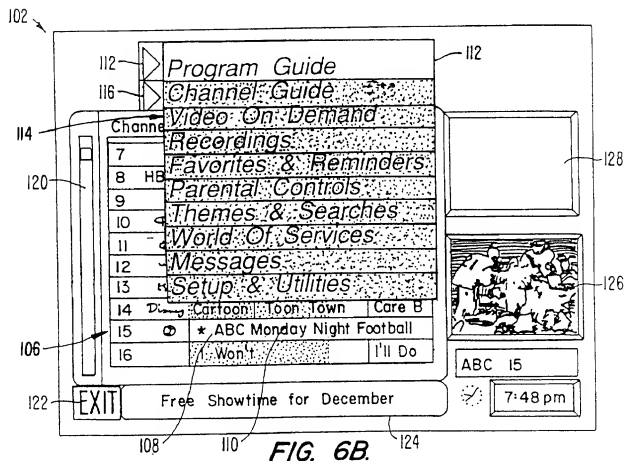 102
112
Program Guide
112
116
Channel Guide
114
Video On Demand
Channe
Recordings
7
Favorites & Reminders
128
120
8 HB
Parental Controls
9
Themes & Searches
10
World Of Services
11
Messages
12
126
13
Setup & Utilities
14 Disney Cartoon Toon Town Care B
106
15 * ABC Monday Night Football
16 I Won't I'll Do
ABC 15
122
EXIT
Free Showtime for December
7:48 pm
108
110
124
FIG. 6B.